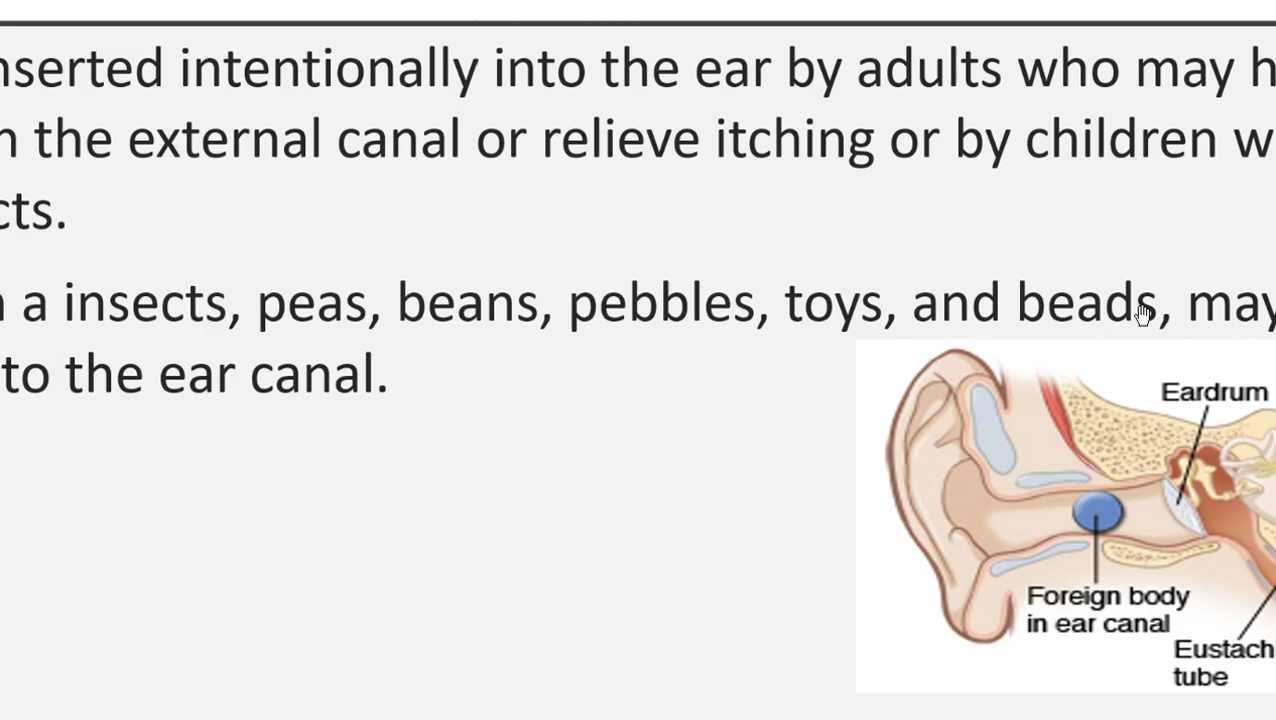 nserted intentionally into the ear by adults who may h
n the external canal or relieve itching or by children w
cts.
n a insects, peas, beans, pebbles, toys, and beads, may
to the ear canal.
Eardrum
Foreign body
in ear canal
Eustach
tube